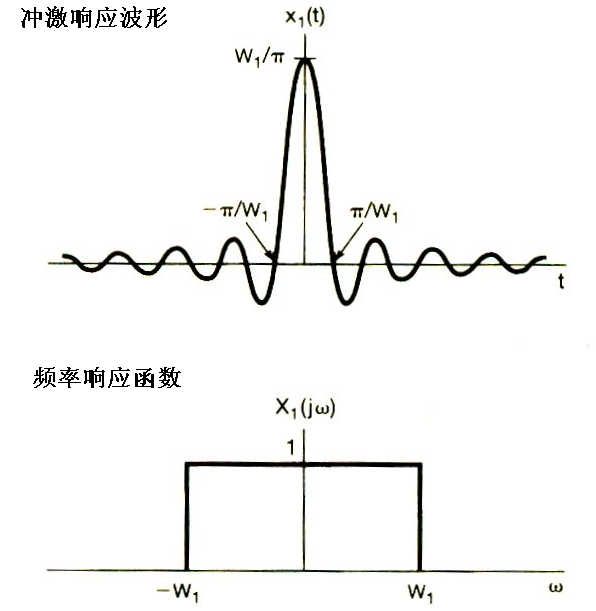 冲激响应波形
x₁(t)
W₁/π
−π/W₁
π/W₁
t
频率响应函数
X₁(jω)
1
−W₁
W₁
ω